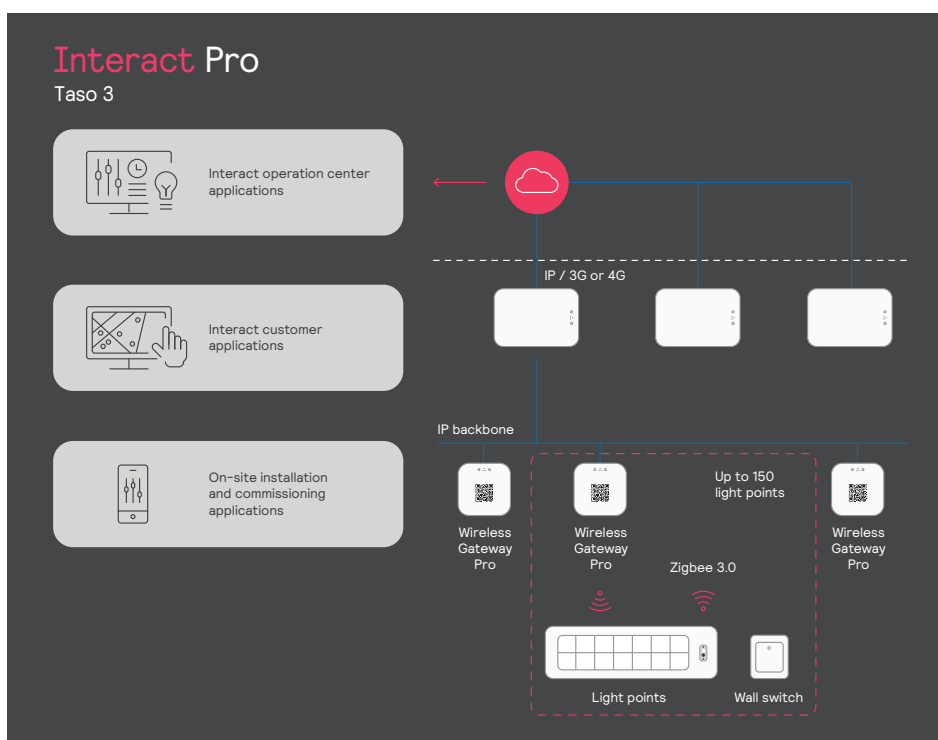 Interact Pro
Taso 3
Interact operation center
applications
Interact customer
applications
On-site installation
and commissioning
applications
IP / 3G or 4G
IP backbone
Up to 150
light points
Wireless
Gateway
Pro
Wireless
Gateway
Pro
Wireless
Gateway
Pro
Zigbee 3.0
Light points
Wall switch